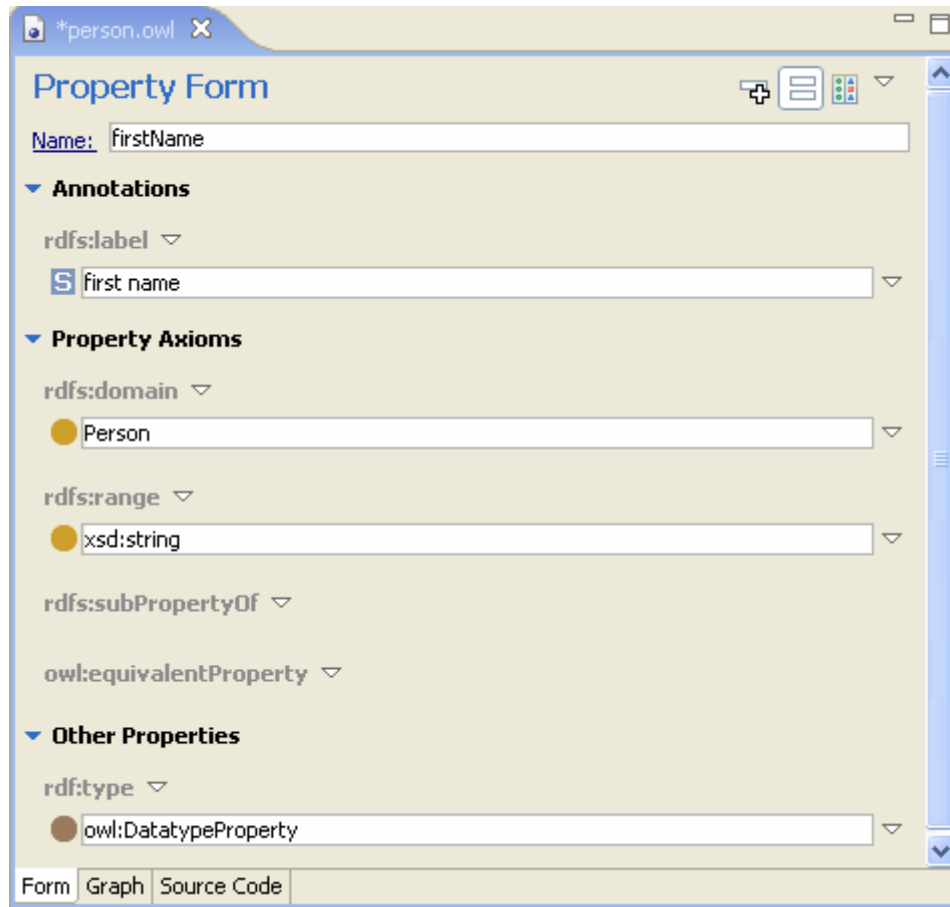 *person.owl
Property Form
Name: firstName
Annotations
rdfs:label
S first name
Property Axioms
rdfs:domain
Person
rdfs:range
xsd:string
rdfs:subPropertyOf
owl:equivalentProperty
Other Properties
rdf:type
owl:DatatypeProperty
Form Graph Source Code